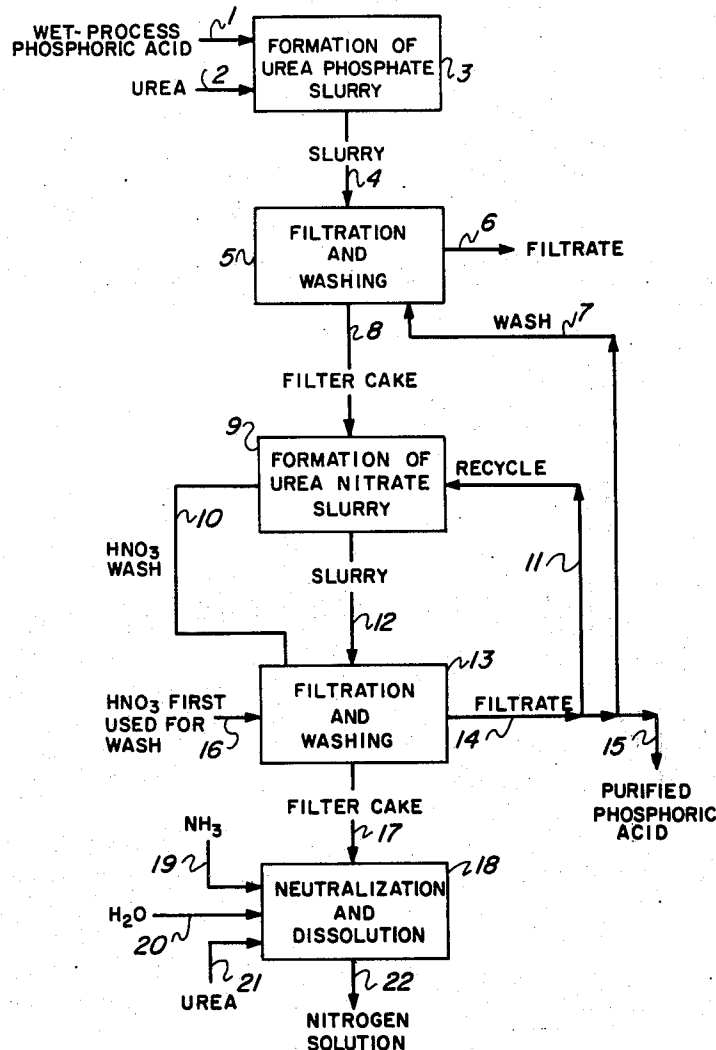 1
WET-PROCESS
PHOSPHORIC ACID
FORMATION OF
UREA PHOSPHATE
SLURRY
3
UREA
2
SLURRY
4
5
FILTRATION
AND
WASHING
6
FILTRATE
WASH
7
8
FILTER CAKE
9
FORMATION OF
UREA NITRATE
SLURRY
RECYCLE
10
HNO3
WASH
11
SLURRY
12
13
HNO3 FIRST
USED FOR
WASH
16
FILTRATION
AND
WASHING
FILTRATE
14
15
PURIFIED
PHOSPHORIC
ACID
FILTER CAKE
17
NH3
19
18
H2O
20
NEUTRALIZATION
AND
DISSOLUTION
21
UREA
22
NITROGEN
SOLUTION